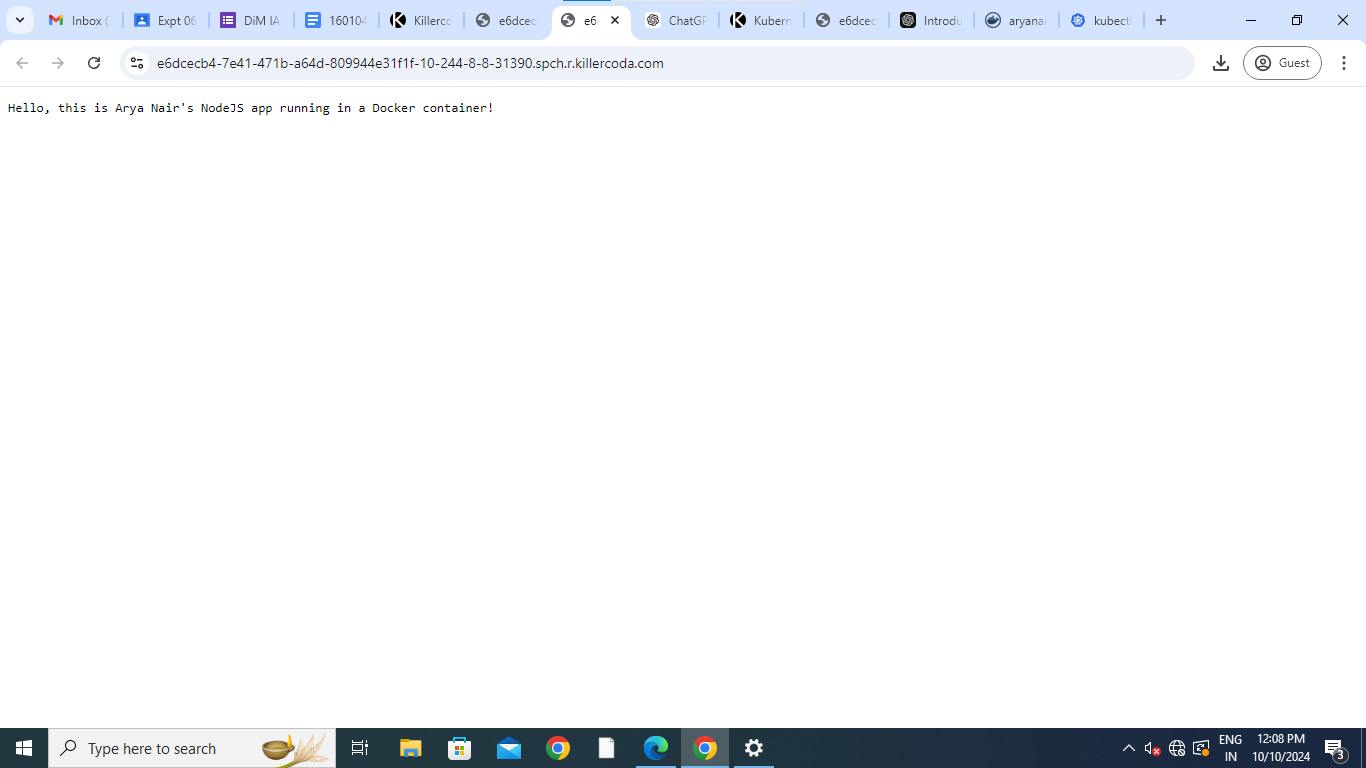 Inbox (
Expt 06
DiM IA
160104
Killerco
e6dcec
e6
ChatGP
Kubern
e6dcec
Introdu
aryanai
kubect
e6dcecb4-7e41-471b-a64d-809944e31f1f-10-244-8-8-31390.spch.r.killercoda.com
Guest
Hello, this is Arya Nair's NodeJS app running in a Docker container!
Type here to search
ENG
IN
12:08 PM
10/10/2024
3